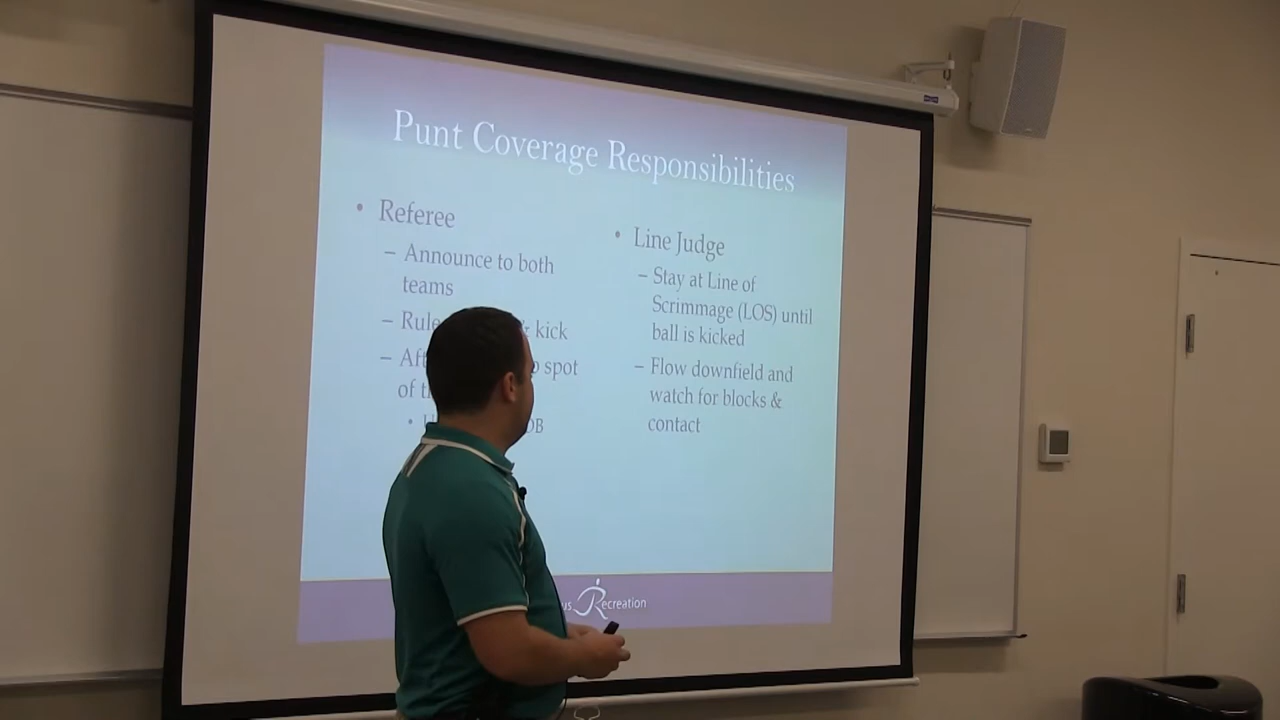 Punt Coverage Responsibilities
• Referee
– Announce to both
teams
– Rule kick
– spot
of
•
• Line Judge
– Stay at Line of
Scrimmage (LOS) until
ball is kicked
– Flow downfield and
watch for blocks &
contact
Recreation